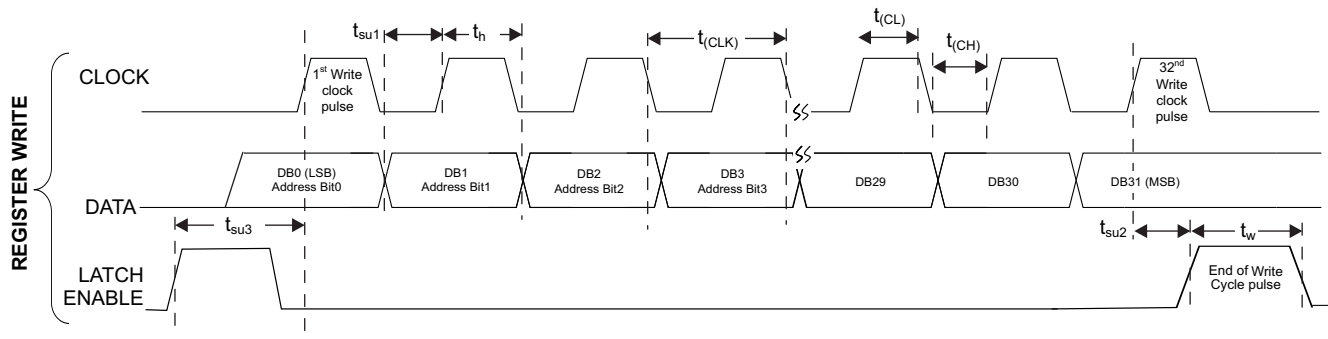 REGISTER WRITE
t(CL)
tsu1
th
t(CLK)
t(CH)
CLOCK
1st Write
clock
pulse
32nd
Write
clock
pulse
DB0 (LSB)
Address Bit0
DB1
Address Bit1
DB2
Address Bit2
DB3
Address Bit3
DB29
DB30
DB31 (MSB)
DATA
tsu3
tsu2
tw
LATCH
ENABLE
End of Write
Cycle pulse